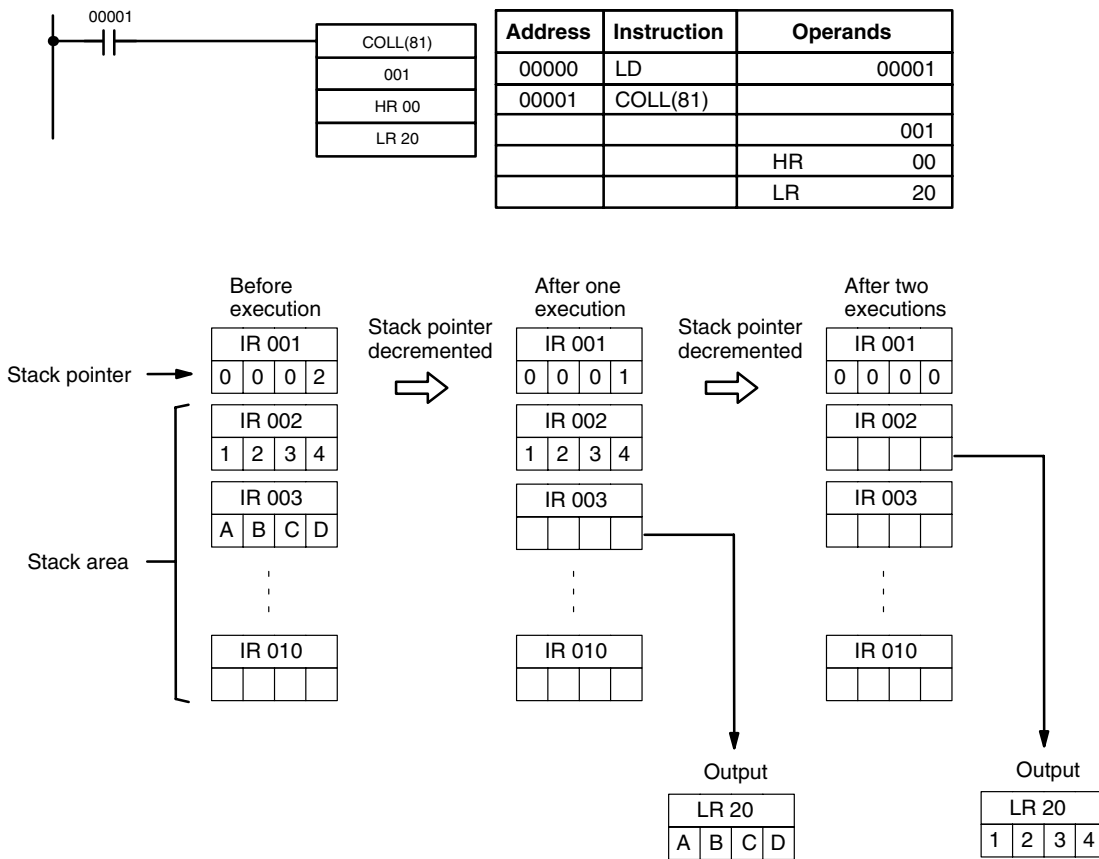 00001
COLL(81)
001
HR 00
LR 20
Address Instruction Operands
00000 LD 00001
00001 COLL(81)
001
HR 00
LR 20
Before execution
After one execution
After two executions
Stack pointer decremented
Stack pointer decremented
IR 001
IR 001
IR 001
Stack pointer
0 0 0 2
0 0 0 1
0 0 0 0
IR 002
IR 002
IR 002
1 2 3 4
1 2 3 4
IR 003
IR 003
IR 003
A B C D
Stack area
IR 010
IR 010
IR 010
Output
Output
LR 20
LR 20
A B C D
1 2 3 4